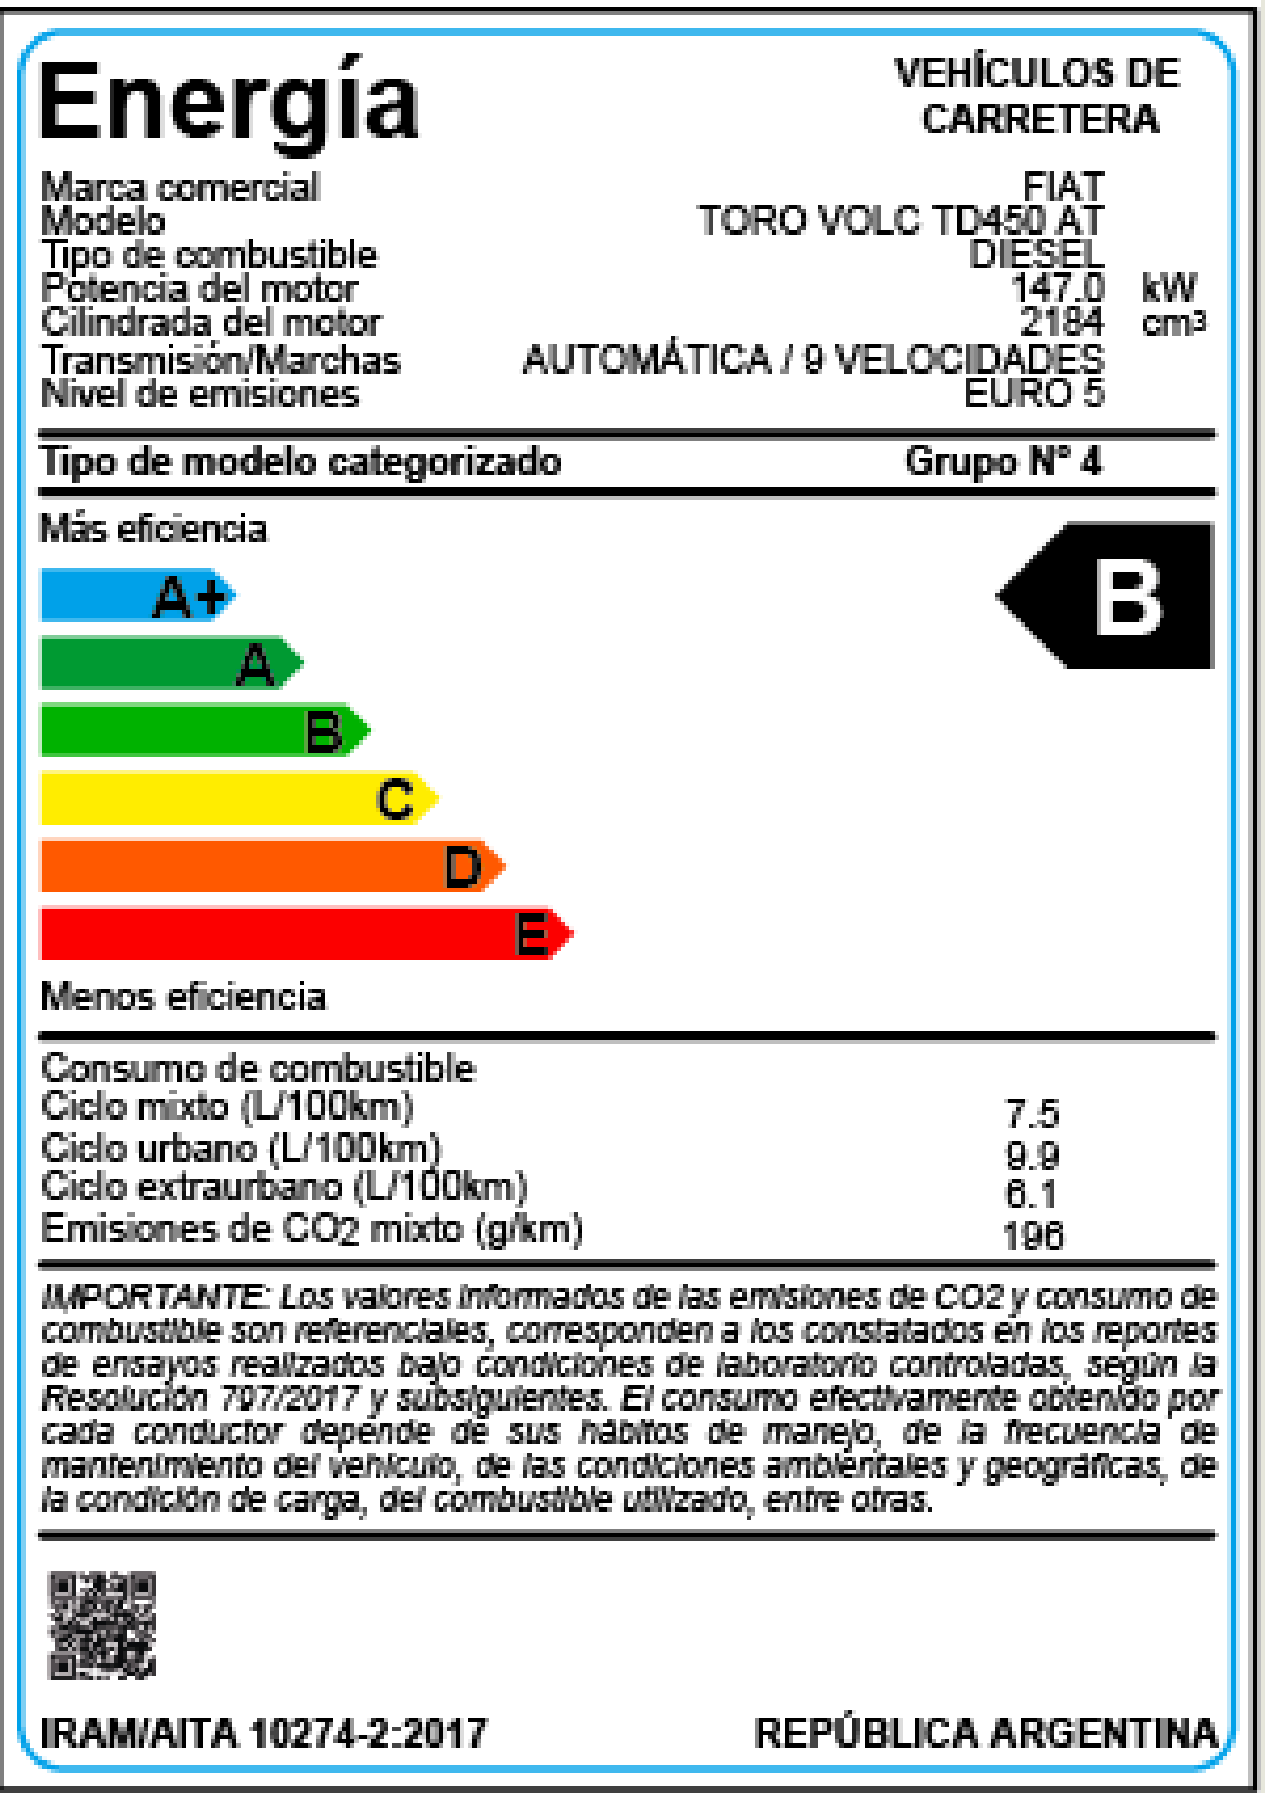 Energía
VEHÍCULOS DE
CARRETERA
Marca comercial FIAT
Modelo TORO VOLC TD450 AT
Tipo de combustible DIESEL
Potencia del motor 147.0 kW
Cilindrada del motor 2184 cm³
Transmisión/Marchas AUTOMÁTICA / 9 VELOCIDADES
Nivel de emisiones EURO 5
Tipo de modelo categorizado Grupo Nº 4
Más eficiencia
B
A+
A
B
C
D
E
Menos eficiencia
Consumo de combustible
Ciclo mixto (L/100km) 7.5
Ciclo urbano (L/100km) 9.9
Ciclo extraurbano (L/100km) 6.1
Emisiones de CO2 mixto (g/km) 196
IMPORTANTE: Los valores informados de las emisiones de CO2 y consumo de
combustible son referenciales, corresponden a los constatados en los reportes
de ensayos realizados bajo condiciones de laboratorio controladas, según la
Resolución 797/2017 y subsiguientes. El consumo efectivamente obtenido por
cada conductor depende de sus hábitos de manejo, de la frecuencia de
mantenimiento del vehículo, de las condiciones ambientales y geográficas, de
la condición de carga, del combustible utilizado, entre otras.
IRAM/AITA 10274-2:2017 REPÚBLICA ARGENTINA